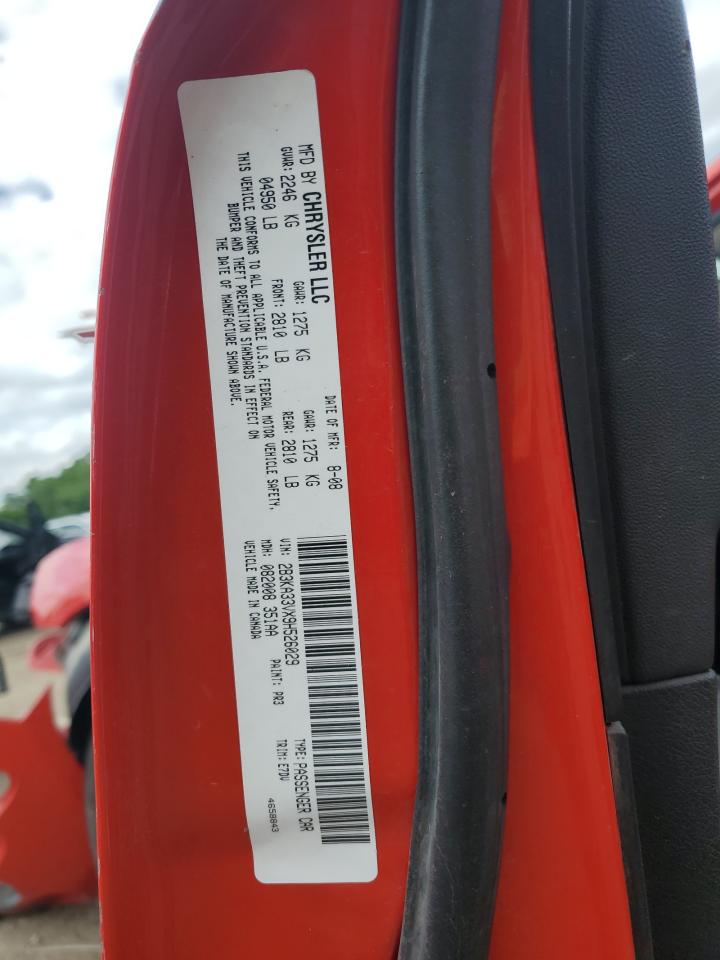 MFD BY CHRYSLER LLC
DATE OF MFR: 8-08
GVWR: 2246 KG
04950 LB
GAWR: 1275 KG
FRONT: 2810 LB
GAWR: 1275 KG
REAR: 2810 LB
THIS VEHICLE CONFORMS TO ALL APPLICABLE U.S.A. FEDERAL MOTOR VEHICLE SAFETY,
BUMPER AND THEFT PREVENTION STANDARDS IN EFFECT ON
THE DATE OF MANUFACTURE SHOWN ABOVE.
VIN: 2B3KA33VX9H526029
TYPE: PASSENGER CAR
MDH: 082008 351AA
PAINT: PR3
TRIM: E7DV
VEHICLE MADE IN CANADA
4658843